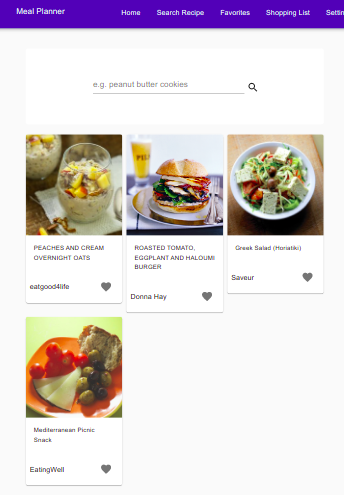 Meal Planner Home Search Recipe Favorites Shopping List
e.g. peanut butter cookies
PEACHES AND CREAM
OVERNIGHT OATS
eatgood4life
ROASTED TOMATO,
EGGPLANT AND HALOUMI
BURGER
Donna Hay
Greek Salad (Horiatiki)
Saveur
Mediterranean Picnic
Snack
EatingWell